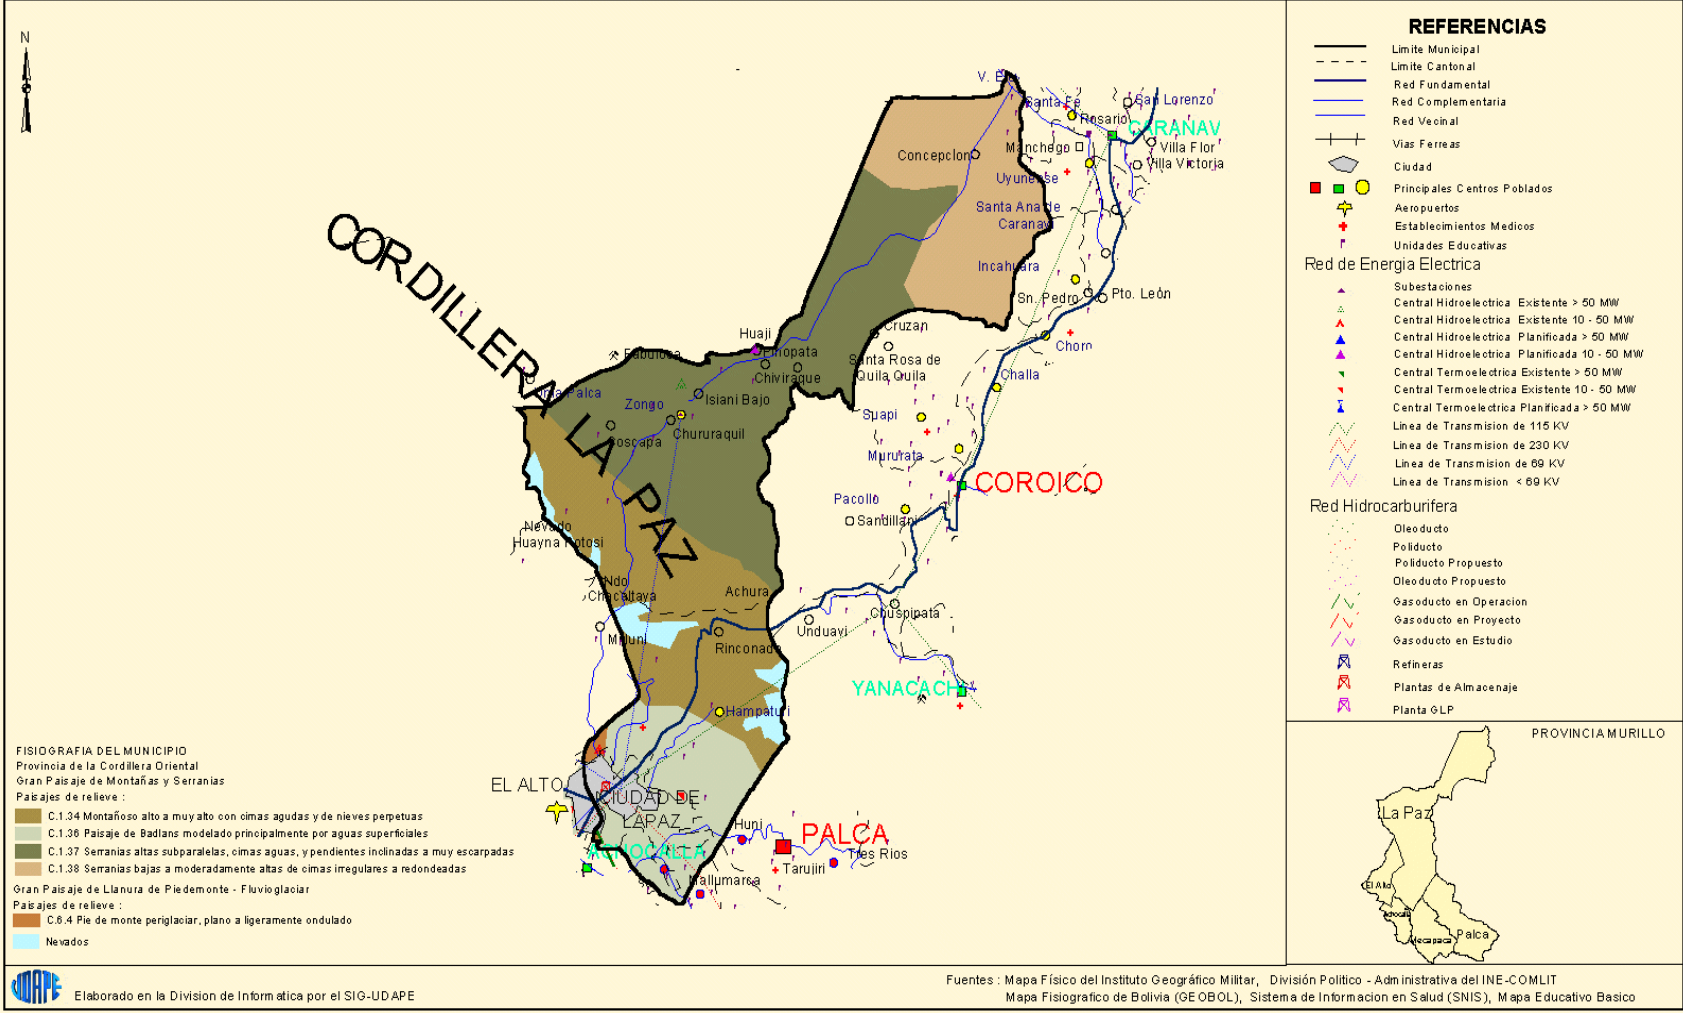 N
CORDILLERA LA PAZ
Santa Fe
San Lorenzo
Rosario
CARANAV
Manchego
Villa Flor
Villa Victoria
Concepcion
Uyunense
Santa Ana de
Caranavi
Incahuara
Sn. Pedro
Pto. León
Huaji
Cruzan
Chorn
Santa Rosa de
Quila Quila
Chiviraque
Challa
Zongo
Isiani Bajo
Suapi
Chururaquil
Mururata
COROICO
Pacollo
Sandillani
Nevado
Huayna Potosi
Ndo
Chacaltaya
Achura
Chuspipata
Unduavi
Milluni
Rinconada
YANACACHI
Hampaturi
EL ALTO
CIUDAD DE
LAPAZ
ACHOCALLA
Huni
PALCA
Tres Rios
Tarujiri
Mallumarca
FISIOGRAFIA DEL MUNICIPIO
Provincia de la Cordillera Oriental
Gran Paisaje de Montañas y Serranias
Paisajes de relieve :
C.1.34 Montañoso alto a muy alto con cimas agudas y de nieves perpetuas
C.1.36 Paisaje de Badlans modelado principalmente por aguas superficiales
C.1.37 Serranias altas subparalelas, cimas aguas, y pendientes inclinadas a muy escarpadas
C.1.38 Serranias bajas a moderadamente altas de cimas irregulares a redondeadas
Gran Paisaje de Llanura de Piedemonte - Fluvioglaciar
Paisajes de relieve :
C.6.4 Pie de monte periglaciar, plano a ligeramente ondulado
Nevados
REFERENCIAS
Limite Municipal
Limite Cantonal
Red Fundamental
Red Complementaria
Red Vecinal
Vias Ferreas
Ciudad
Principales Centros Poblados
Aeropuertos
Establecimientos Medicos
Unidades Educativas
Red de Energia Electrica
Subestaciones
Central Hidroelectrica Existente > 50 MW
Central Hidroelectrica Existente 10 - 50 MW
Central Hidroelectrica Planificada > 50 MW
Central Hidroelectrica Planificada 10 - 50 MW
Central Termoelectrica Existente > 50 MW
Central Termoelectrica Existente 10 - 50 MW
Central Termoelectrica Planificada > 50 MW
Linea de Transmision de 115 KV
Linea de Transmision de 230 KV
Linea de Transmision de 69 KV
Linea de Transmision < 69 KV
Red Hidrocarburifera
Oleoducto
Poliducto
Poliducto Propuesto
Oleoducto Propuesto
Gasoducto en Operacion
Gasoducto en Proyecto
Gasoducto en Estudio
Refineras
Plantas de Almacenaje
Planta GLP
PROVINCIA MURILLO
La Paz
El Alto
Achocalla
Mecapaca
Palca
UDAPE
Elaborado en la Division de Informatica por el SIG-UDAPE
Fuentes : Mapa Físico del Instituto Geográfico Militar, División Politico - Administrativa del INE-COMLIT
Mapa Fisiografico de Bolivia (GEOBOL), Sistema de Informacion en Salud (SNIS), Mapa Educativo Basico